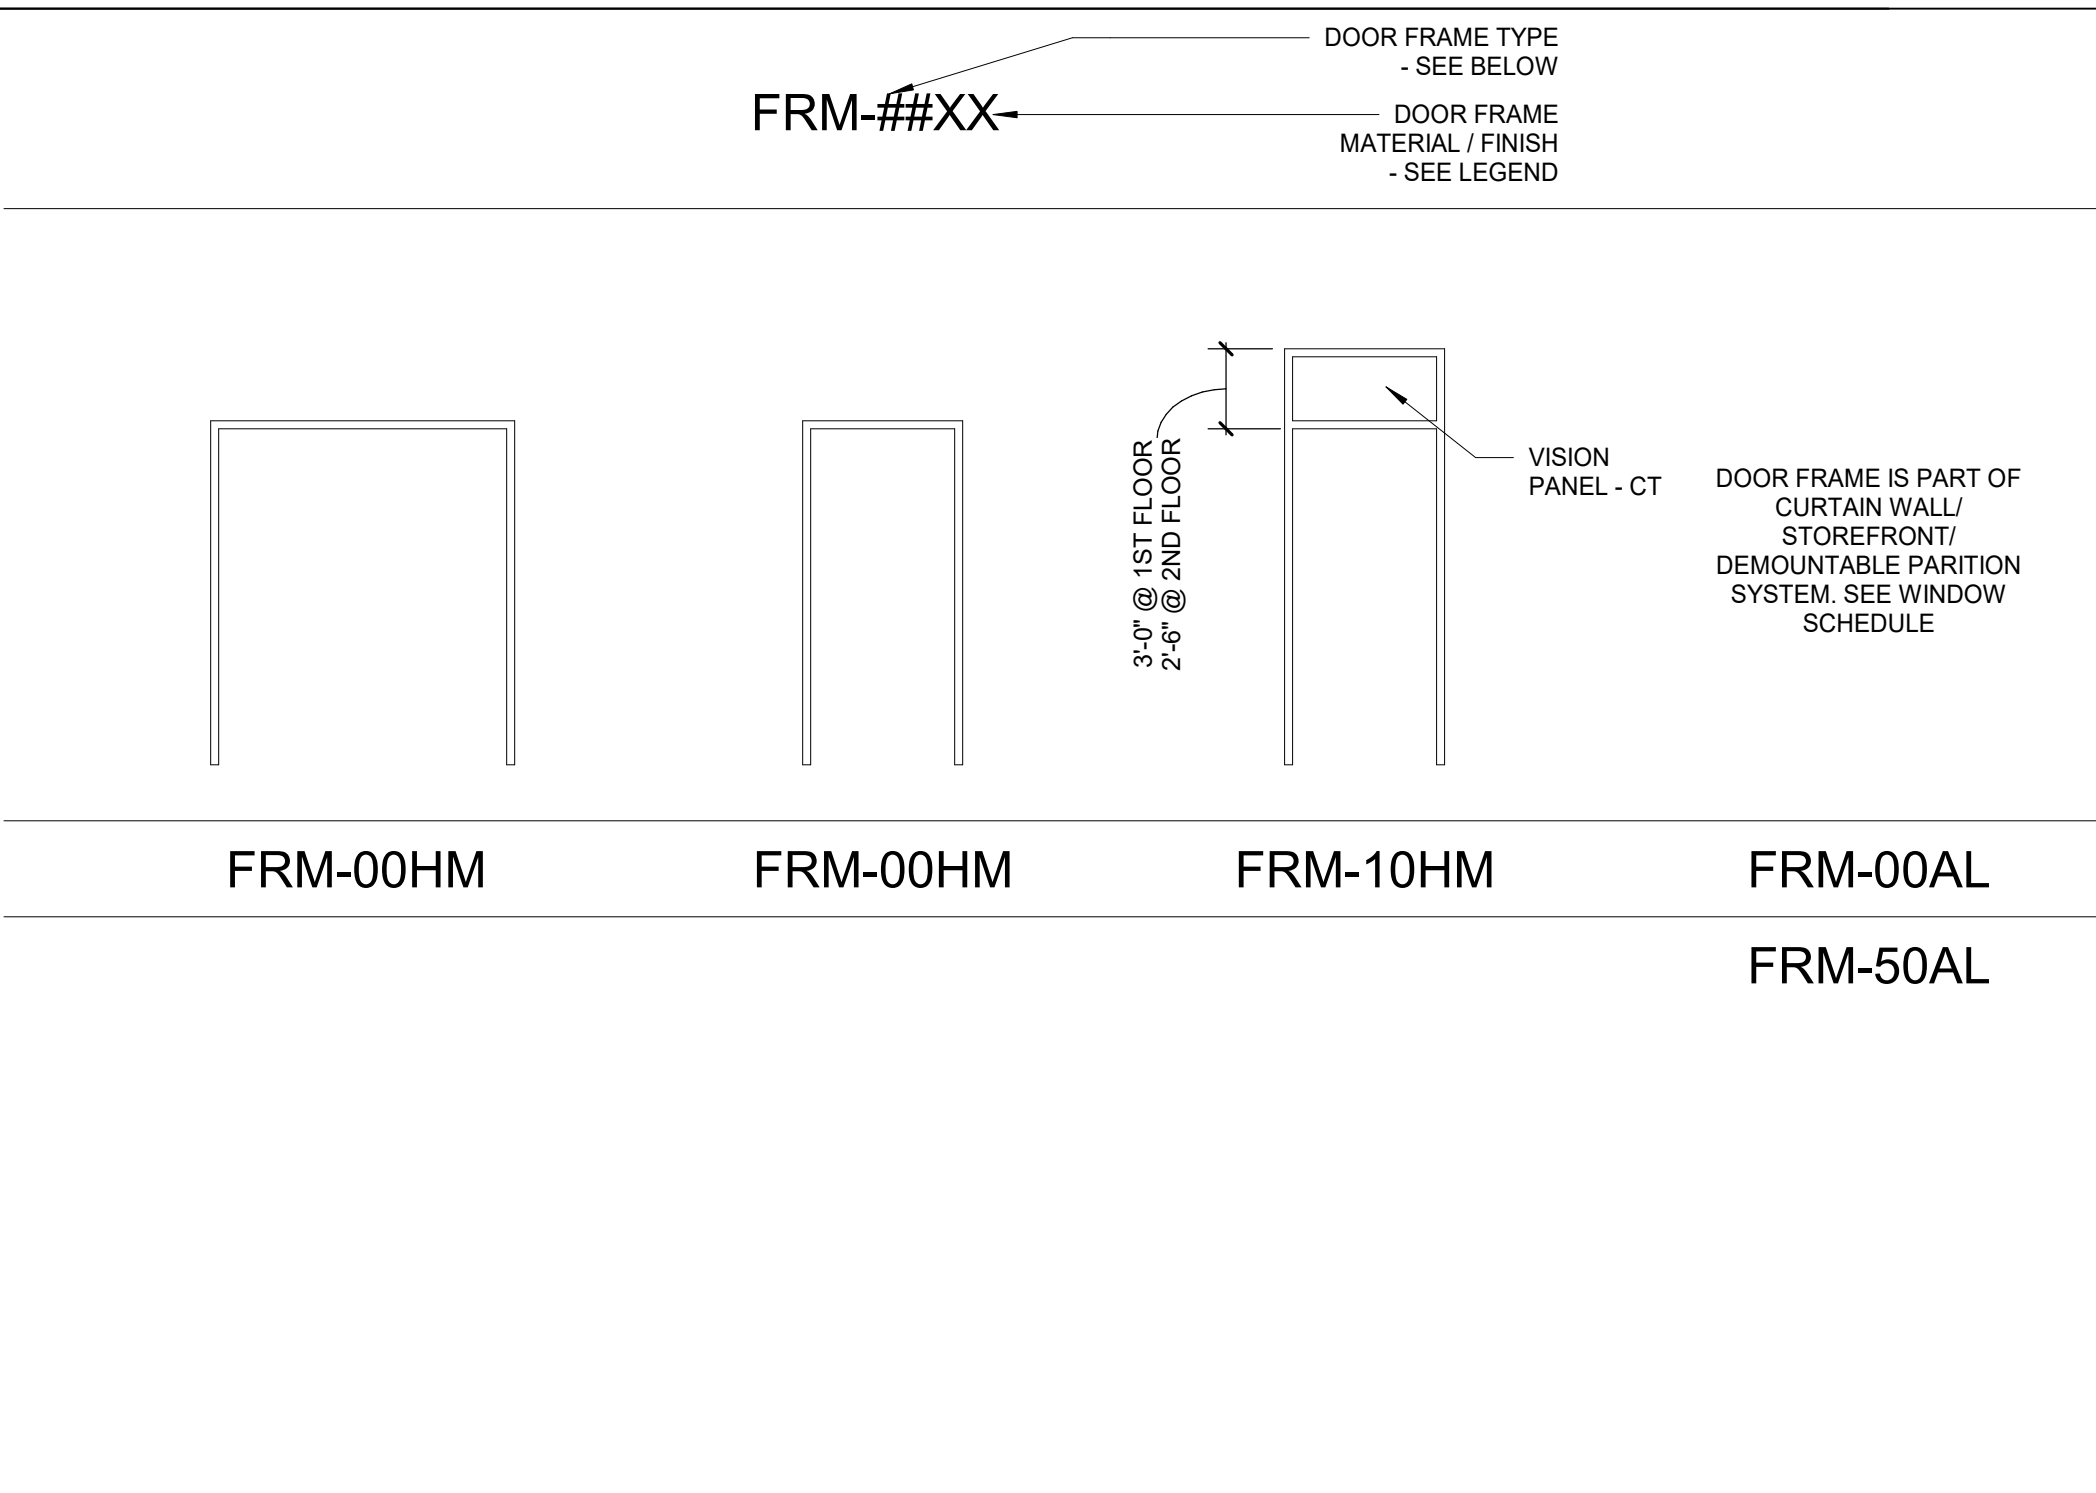 DOOR FRAME TYPE
- SEE BELOW
FRM-##XX
DOOR FRAME
MATERIAL / FINISH
- SEE LEGEND
3'-0" @ 1ST FLOOR
2'-6" @ 2ND FLOOR
VISION
PANEL - CT
DOOR FRAME IS PART OF
CURTAIN WALL/
STOREFRONT/
DEMOUNTABLE PARITION
SYSTEM. SEE WINDOW
SCHEDULE
FRM-00HM
FRM-00HM
FRM-10HM
FRM-00AL
FRM-50AL